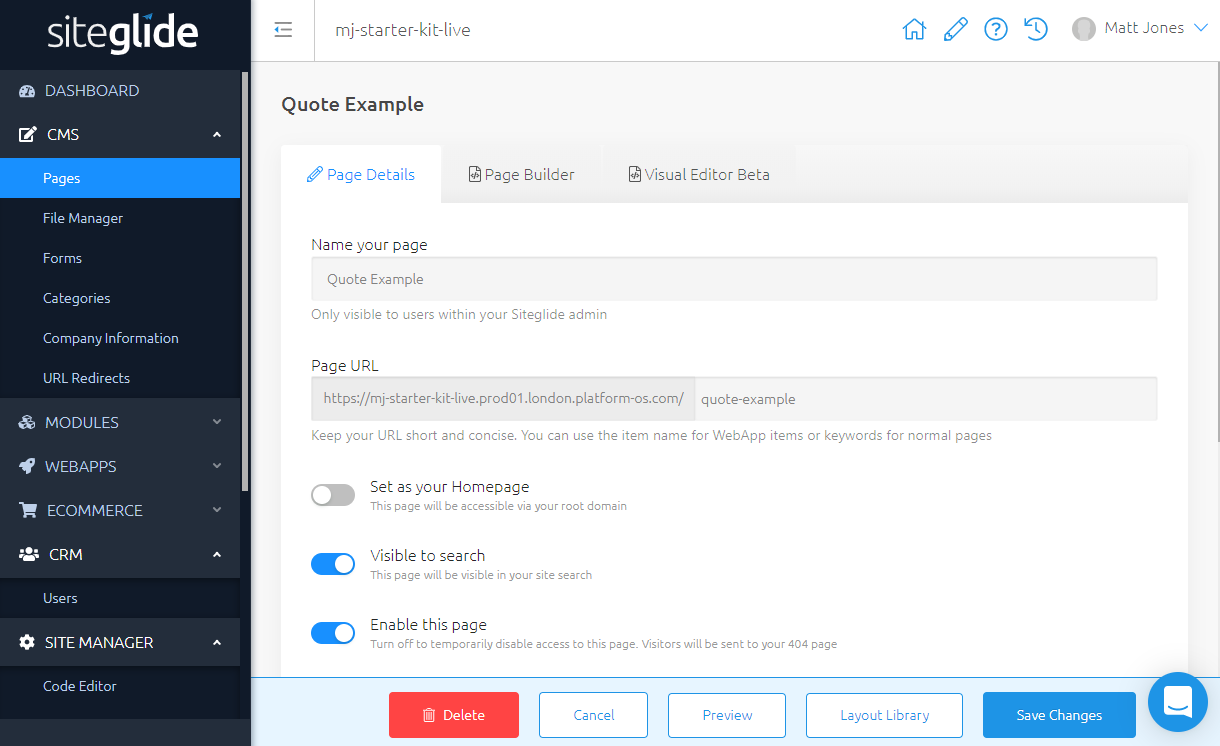 siteglide
mj-starter-kit-live
Matt Jones
DASHBOARD
CMS
Pages
File Manager
Forms
Categories
Company Information
URL Redirects
MODULES
WEBAPPS
ECOMMERCE
CRM
Users
SITE MANAGER
Code Editor
Quote Example
Page Details
Page Builder
Visual Editor Beta
Name your page
Quote Example
Only visible to users within your Siteglide admin
Page URL
https://mj-starter-kit-live.prod01.london.platform-os.com/ quote-example
Keep your URL short and concise. You can use the item name for WebApp items or keywords for normal pages
Set as your Homepage
This page will be accessible via your root domain
Visible to search
This page will be visible in your site search
Enable this page
Turn off to temporarily disable access to this page. Visitors will be sent to your 404 page
Delete
Cancel
Preview
Layout Library
Save Changes